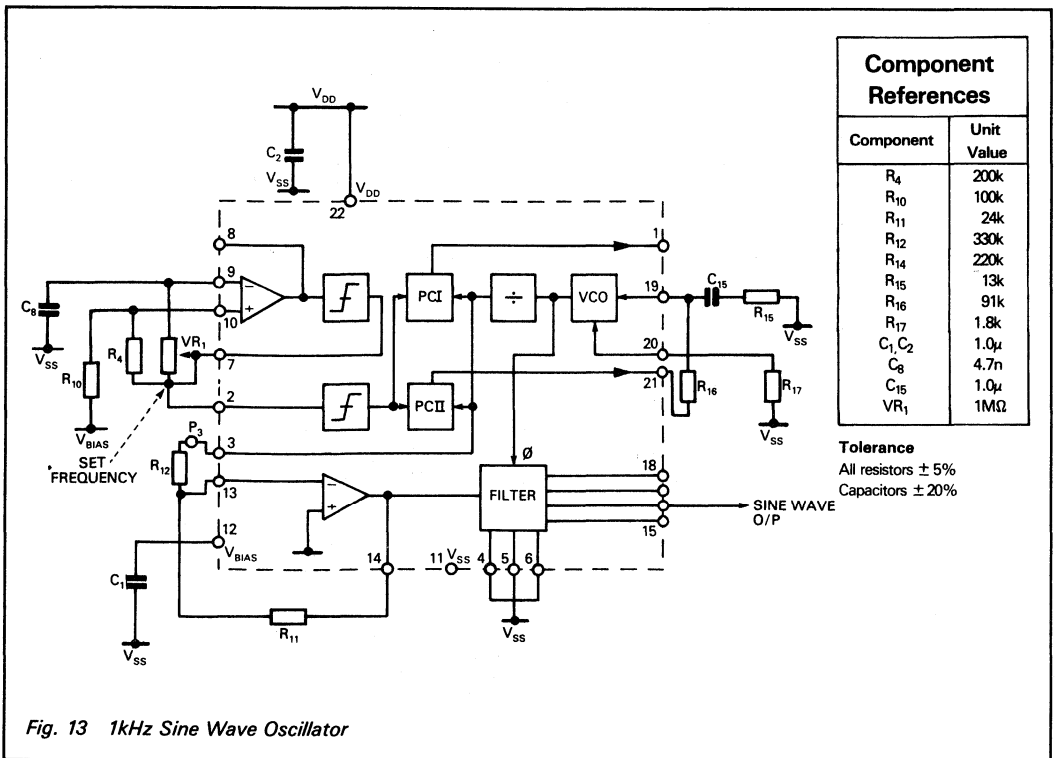 Component
References
Component
Unit
Value
R4 200k
R10 100k
R11 24k
R12 330k
R14 220k
R15 13k
R16 91k
R17 1.8k
C1, C2 1.0μ
C8 4.7n
C15 1.0μ
VR1 1MΩ
Tolerance
All resistors ± 5%
Capacitors ± 20%
VDD
C2
VSS
VDD
22
8
1
9
10
7
2
3
13
12
14
11
4
5
6
15
18
19
20
21
C8
VSS
R10
VBIAS
R4
VR1
SET
FREQUENCY
P3
R12
VBIAS
C1
VSS
R11
VSS
VSS
−
+
−
+
PCI
÷
VCO
PCII
Ø
FILTER
C15
R15
VSS
R16
R17
VSS
SINE WAVE
O/P
Fig. 13 1kHz Sine Wave Oscillator